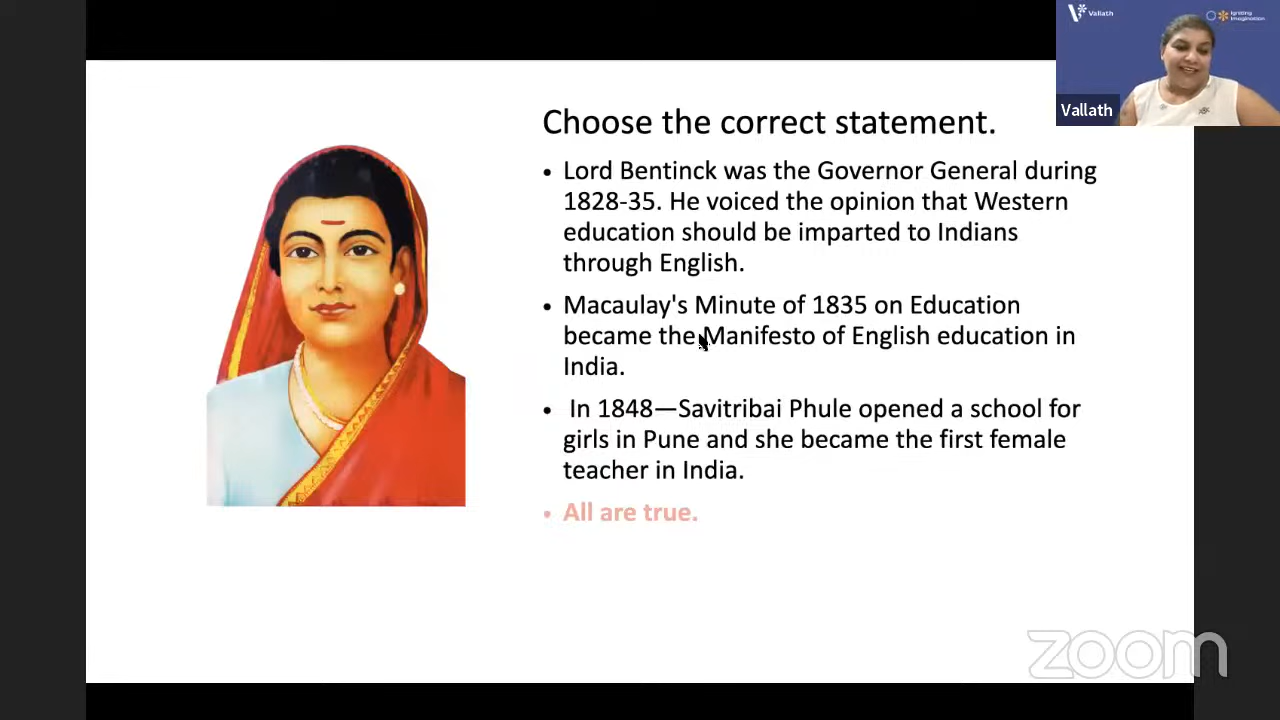 Vallath
Igniting
Imagination
Vallath
Choose the correct statement.
• Lord Bentinck was the Governor General during
1828-35. He voiced the opinion that Western
education should be imparted to Indians
through English.
• Macaulay's Minute of 1835 on Education
became the Manifesto of English education in
India.
• In 1848—Savitribai Phule opened a school for
girls in Pune and she became the first female
teacher in India.
• All are true.
zoom